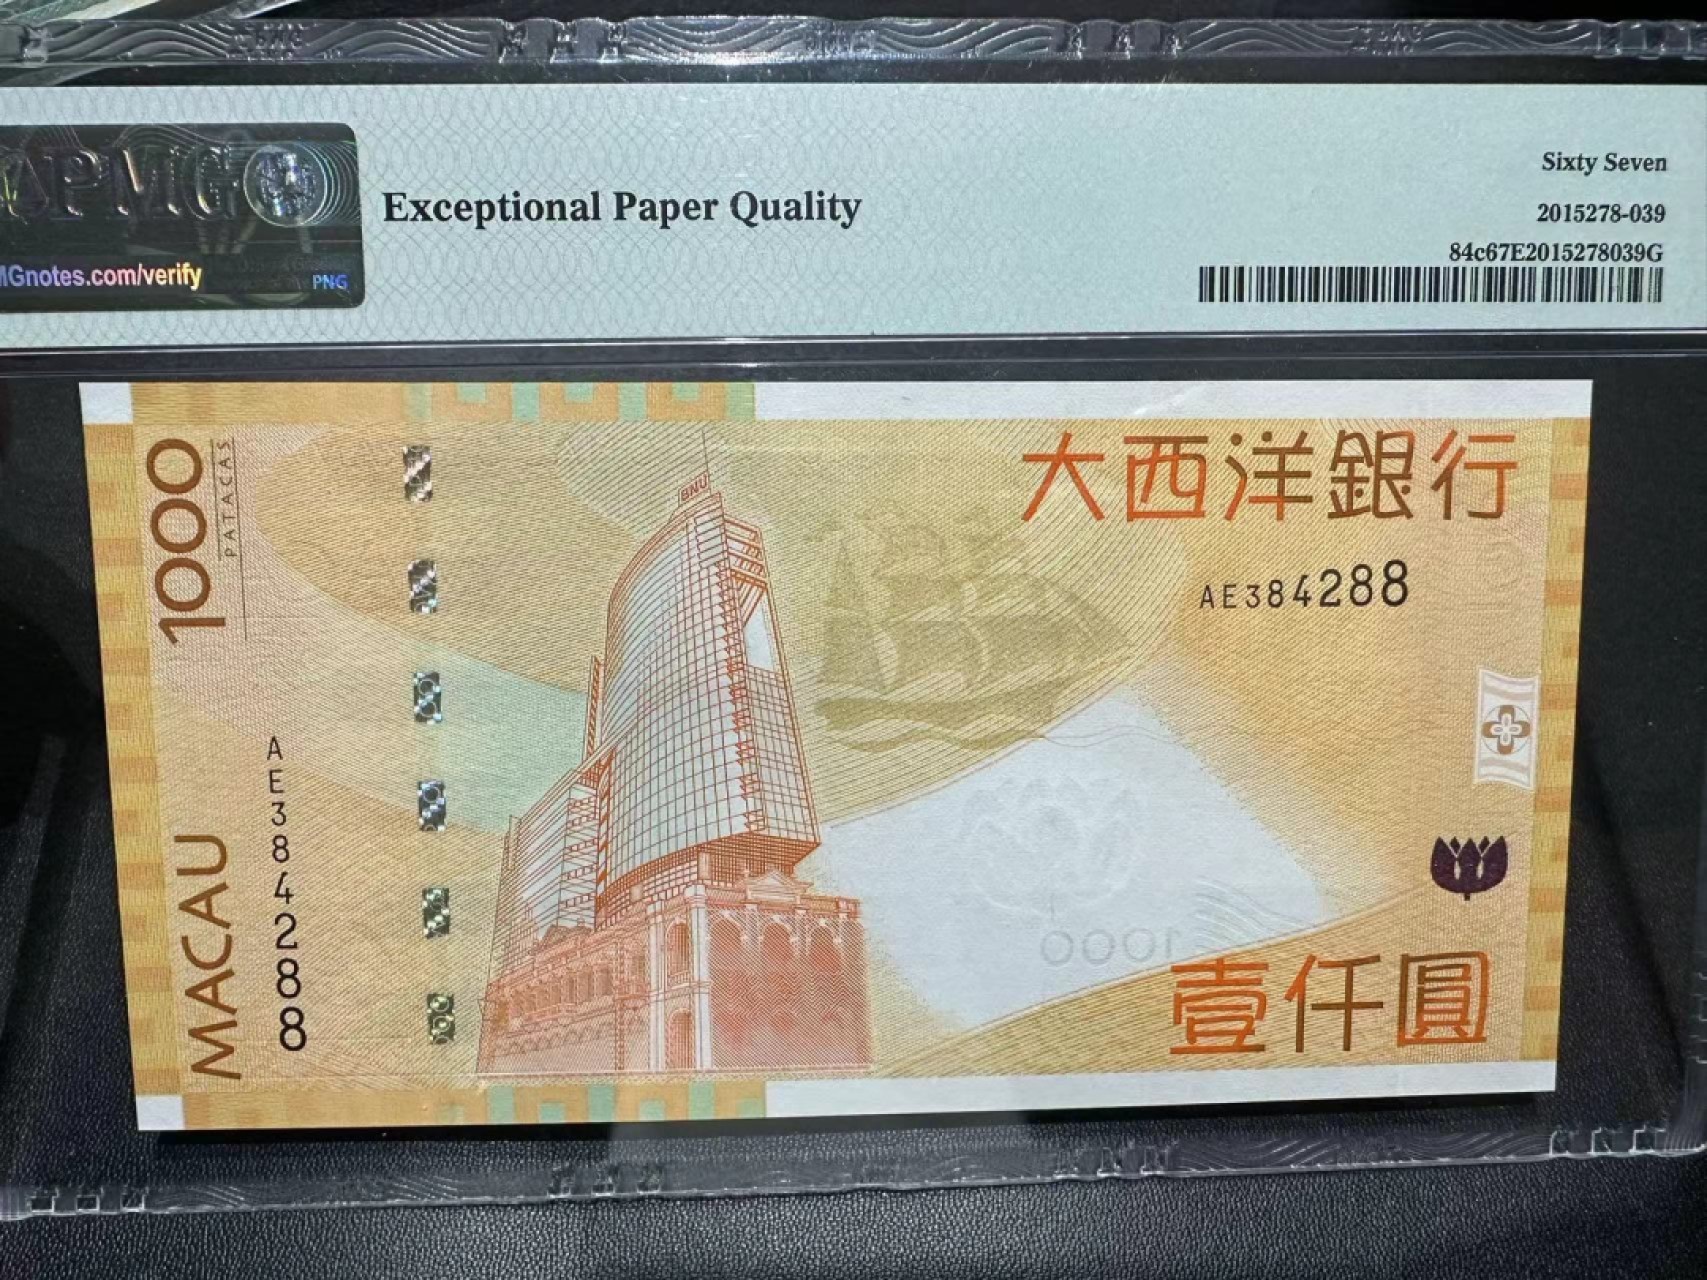 PMG
Exceptional Paper Quality
Gnotes.com/verify
PNG
Sixty Seven
2015278-039
84c67E2015278039G
1000
PATACAS
BNU
大西洋銀行
AE384288
MACAU
AE384288
1000
壹仟圓